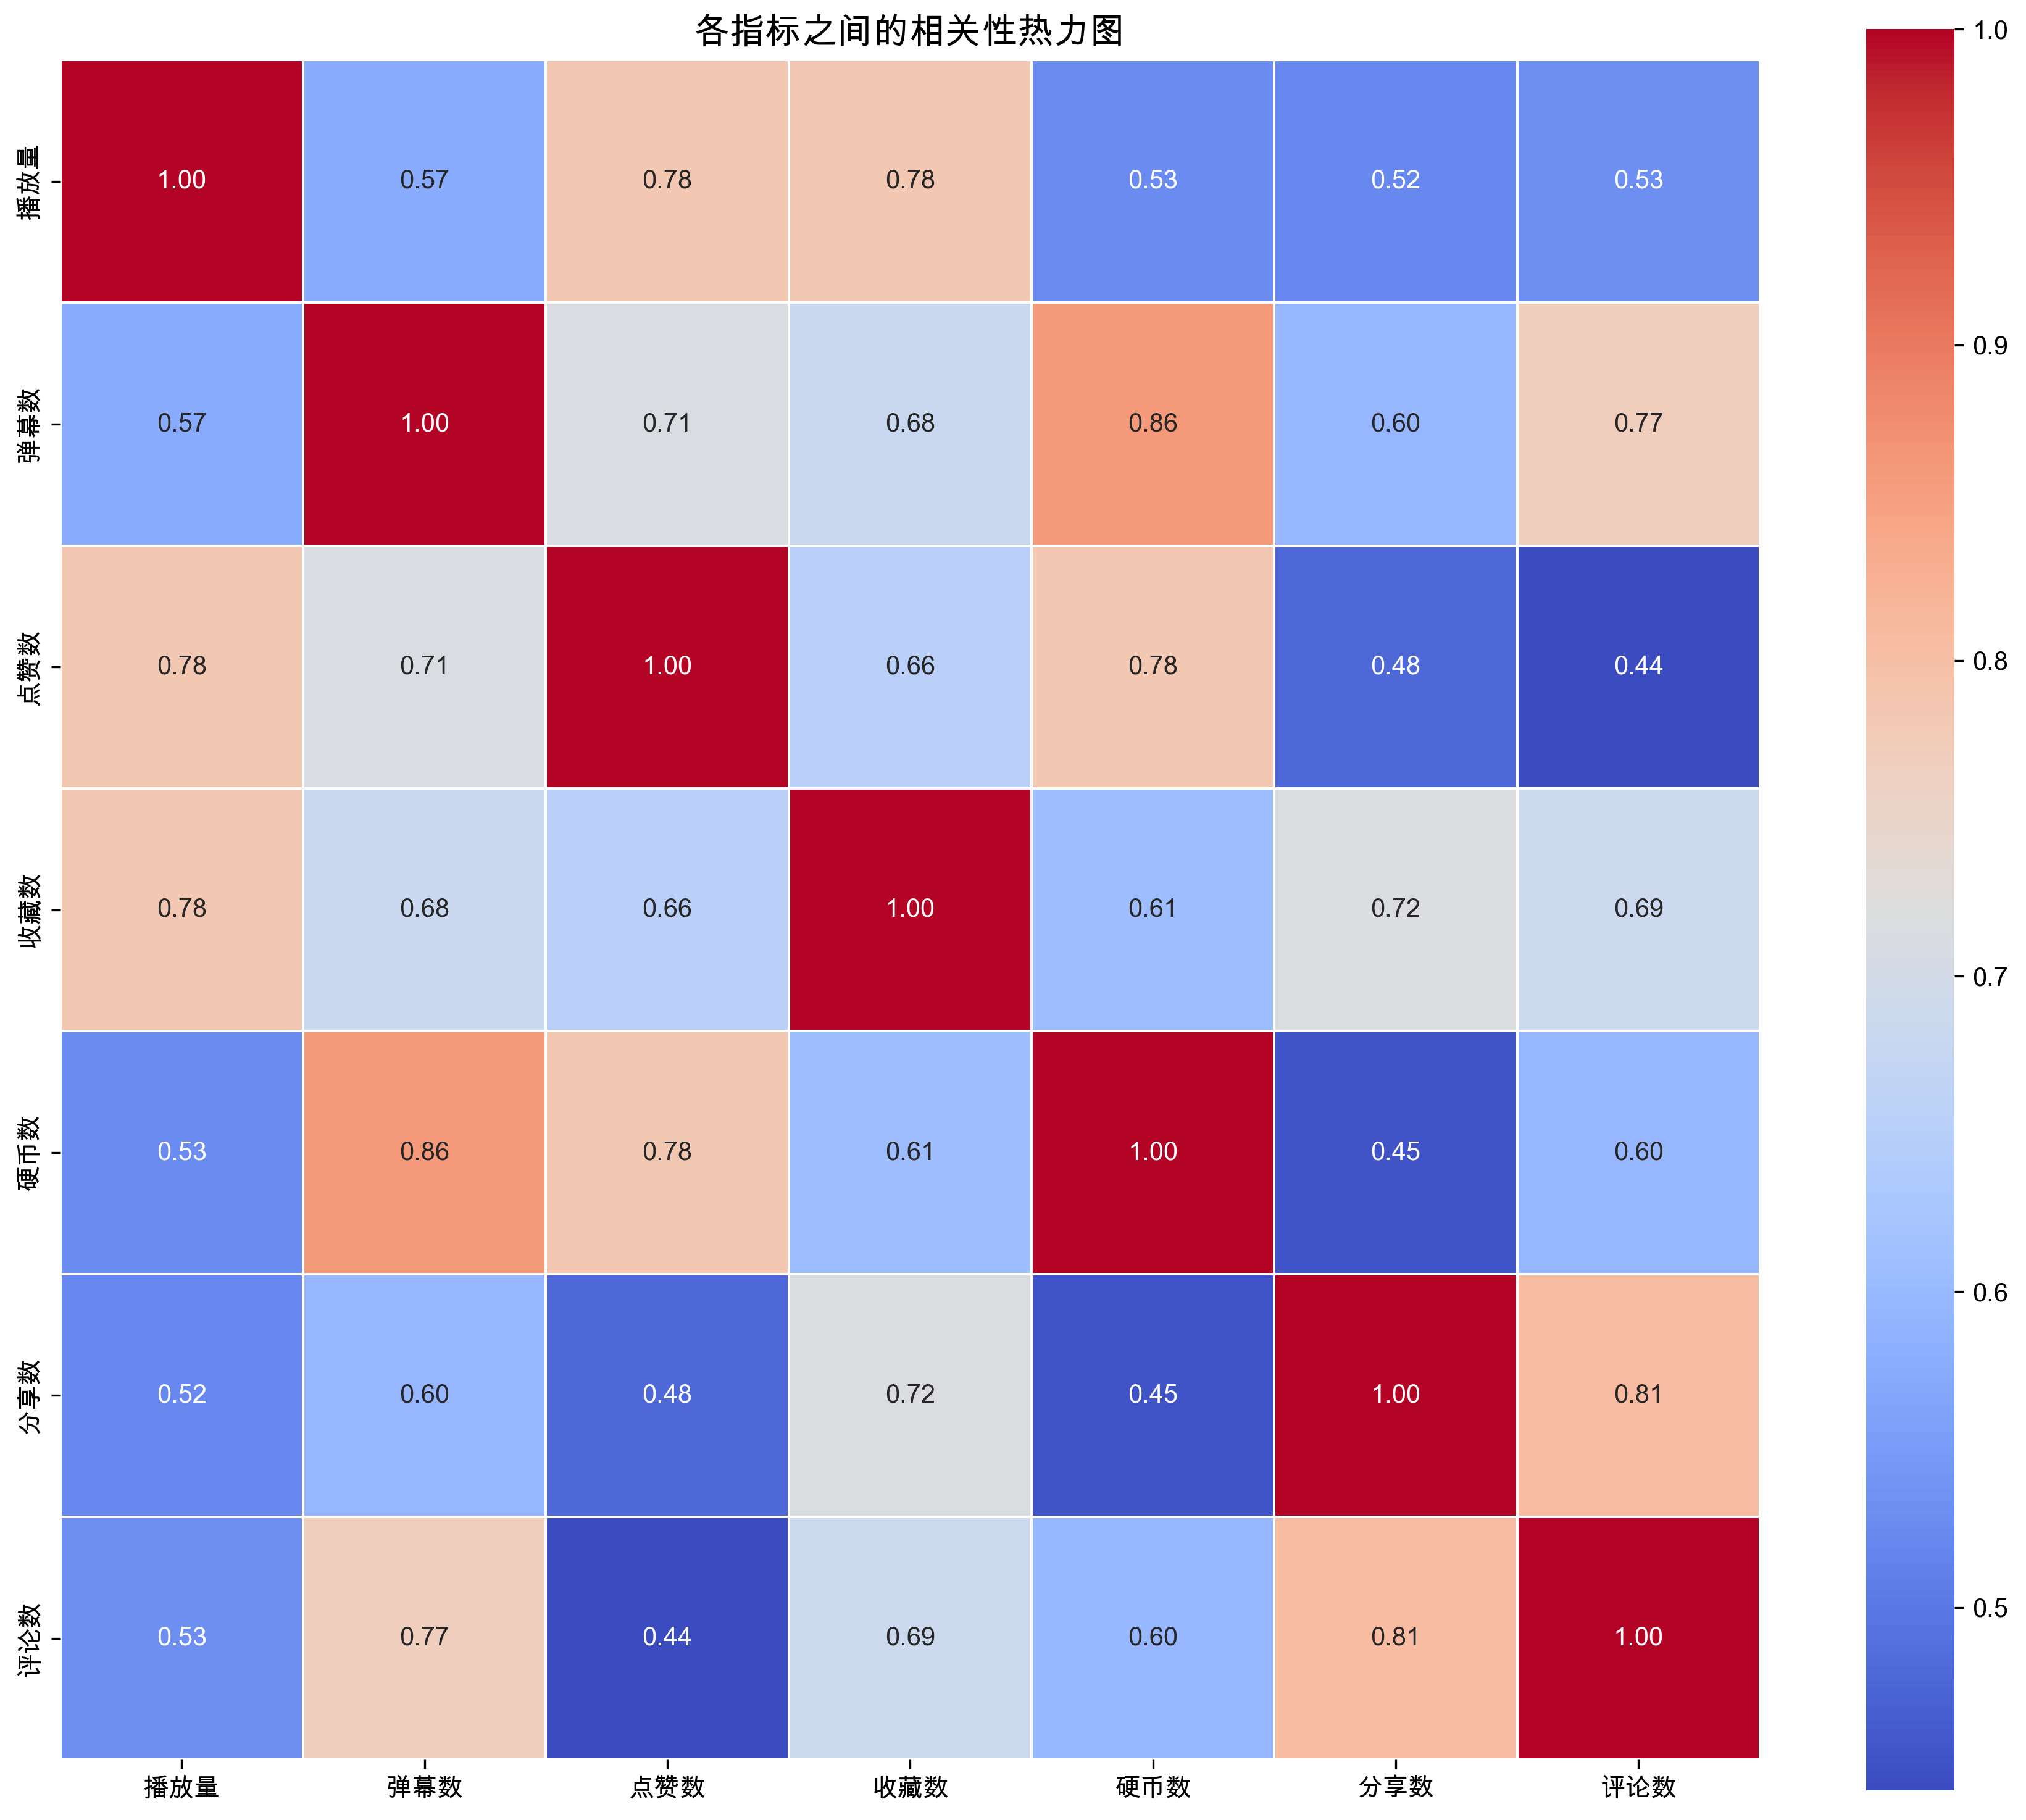 各指标之间的相关性热力图
播放量 1.00 0.57 0.78 0.78 0.53 0.52 0.53
弹幕数 0.57 1.00 0.71 0.68 0.86 0.60 0.77
点赞数 0.78 0.71 1.00 0.66 0.78 0.48 0.44
收藏数 0.78 0.68 0.66 1.00 0.61 0.72 0.69
硬币数 0.53 0.86 0.78 0.61 1.00 0.45 0.60
分享数 0.52 0.60 0.48 0.72 0.45 1.00 0.81
评论数 0.53 0.77 0.44 0.69 0.60 0.81 1.00
播放量 弹幕数 点赞数 收藏数 硬币数 分享数 评论数
1.0
0.9
0.8
0.7
0.6
0.5